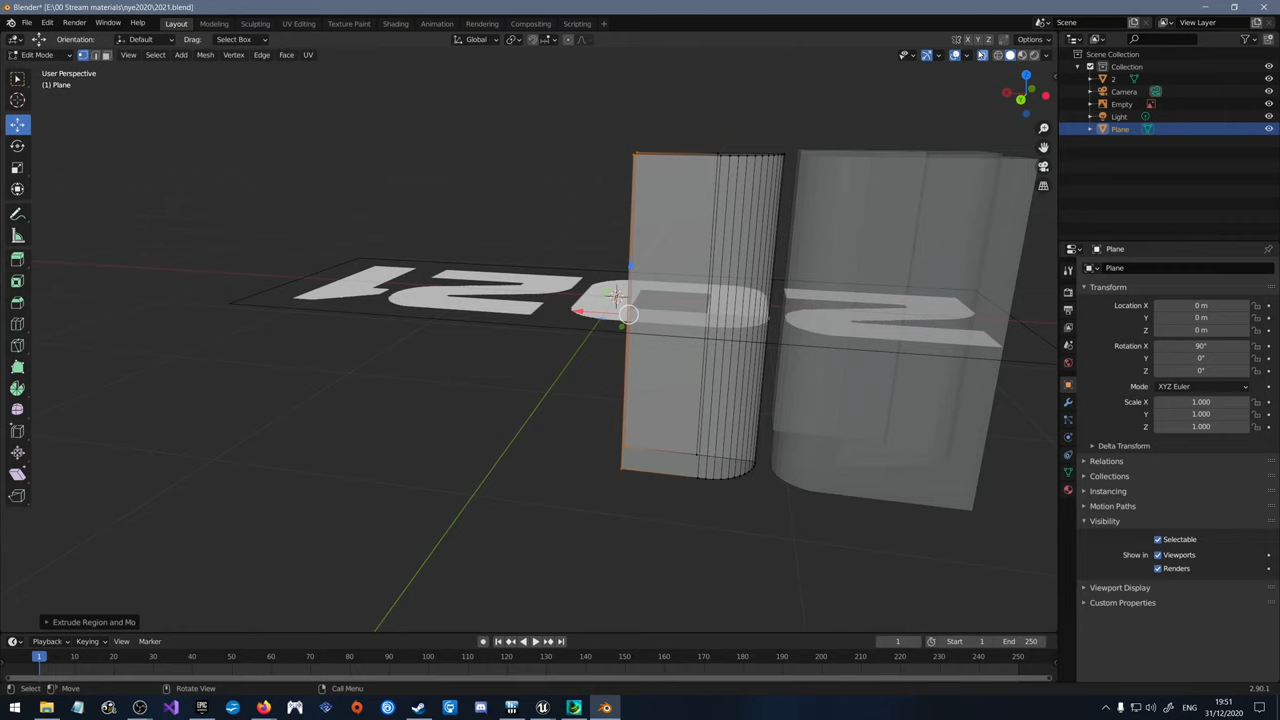 Blender* [E:\00 Stream materials\nye2020\2021.blend]
File Edit Render Window Help Layout Modeling Sculpting UV Editing Texture Paint Shading Animation Rendering Compositing Scripting Scene View Layer
Orientation: Default Drag: Select Box Global X Y Z Options
Edit Mode View Select Add Mesh Vertex Edge Face UV
User Perspective
(1) Plane
Z
Y
Scene Collection
Collection
2
Camera
Empty
Light
Plane
Plane
Plane
Transform
Location X 0 m
Y 0 m
Z 0 m
Rotation X 90°
Y 0°
Z 0°
Mode XYZ Euler
Scale X 1.000
Y 1.000
Z 1.000
Delta Transform
Relations
Collections
Instancing
Motion Paths
Visibility
Selectable
Show in Viewports
Renders
Viewport Display
Custom Properties
Extrude Region and Mo
Playback Keying View Marker 1 Start 1 End 250
1 10 20 30 40 50 60 70 80 90 100 110 120 130 140 150 160 170 180 190 200 210 220 230 240 250
Select Move Rotate View Call Menu 2.90.1
ENG 19:51
31/12/2020